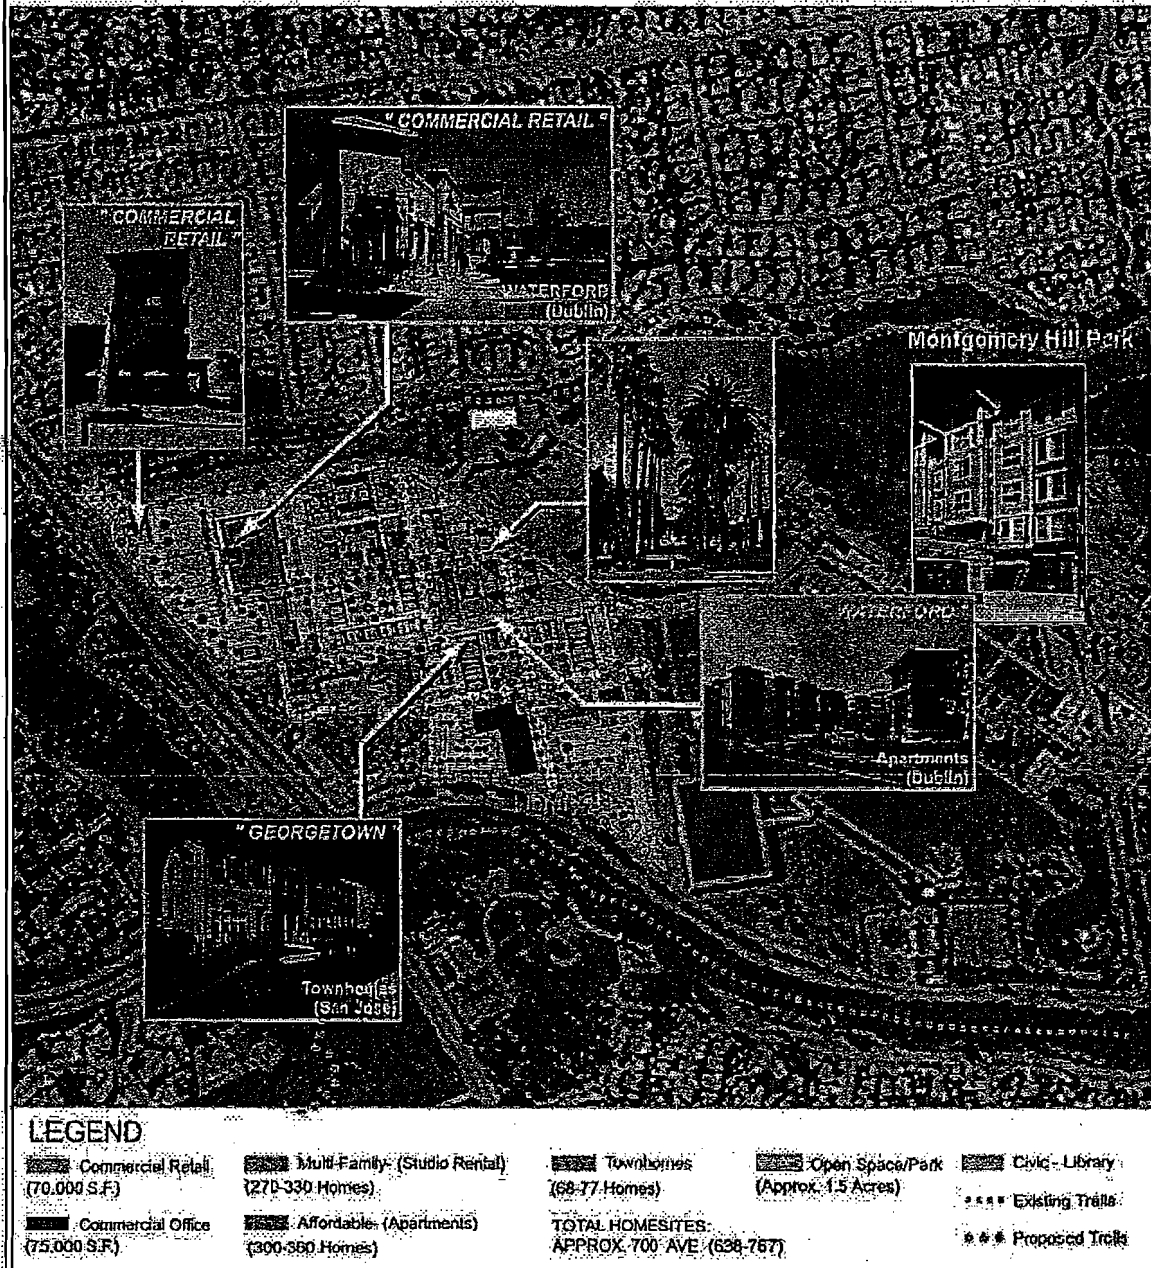 " COMMERCIAL RETAIL "
" COMMERCIAL
RETAIL "
WATERFORD
(Dublin)
Montgomery Hill Park
Apartments
(Dublin)
" GEORGETOWN "
Townhouses
(San Jose)
LEGEND
Commercial Retail
(70,000 S.F.)
Multi-Family- (Studio Rental)
(270-330 Homes)
Townhomes
(68-77 Homes)
Open Space/Park
(Approx. 1.5 Acres)
Civic - Library
Existing Trails
Commercial Office
(75,000 S.F.)
Affordable- (Apartments)
(300-360 Homes)
TOTAL HOMESITES:
APPROX. 700 AVE. (638-767)
Proposed Trails